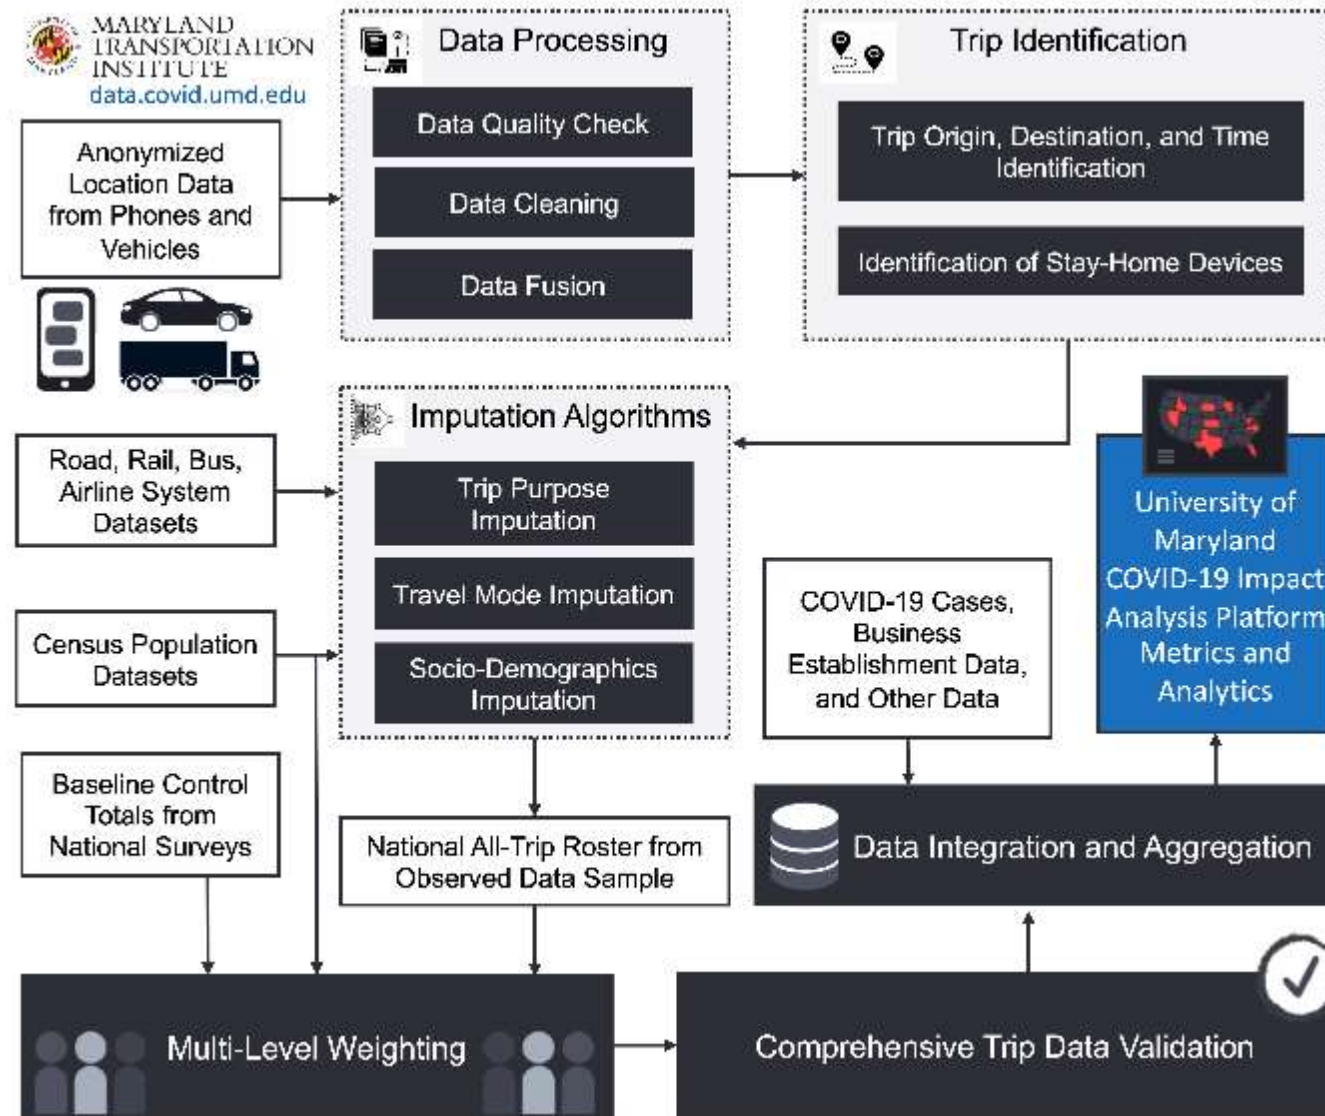 MARYLAND
TRANSPORTATION
INSTITUTE
data.covid.umd.edu
Anonymized
Location Data
from Phones and
Vehicles
Data Processing
Data Quality Check
Data Cleaning
Data Fusion
Trip Identification
Trip Origin, Destination, and Time
Identification
Identification of Stay-Home Devices
Road, Rail, Bus,
Airline System
Datasets
Census Population
Datasets
Baseline Control
Totals from
National Surveys
Imputation Algorithms
Trip Purpose
Imputation
Travel Mode Imputation
Socio-Demographics
Imputation
National All-Trip Roster from
Observed Data Sample
COVID-19 Cases,
Business
Establishment Data,
and Other Data
University of
Maryland
COVID-19 Impact
Analysis Platform
Metrics and
Analytics
Data Integration and Aggregation
Multi-Level Weighting
Comprehensive Trip Data Validation